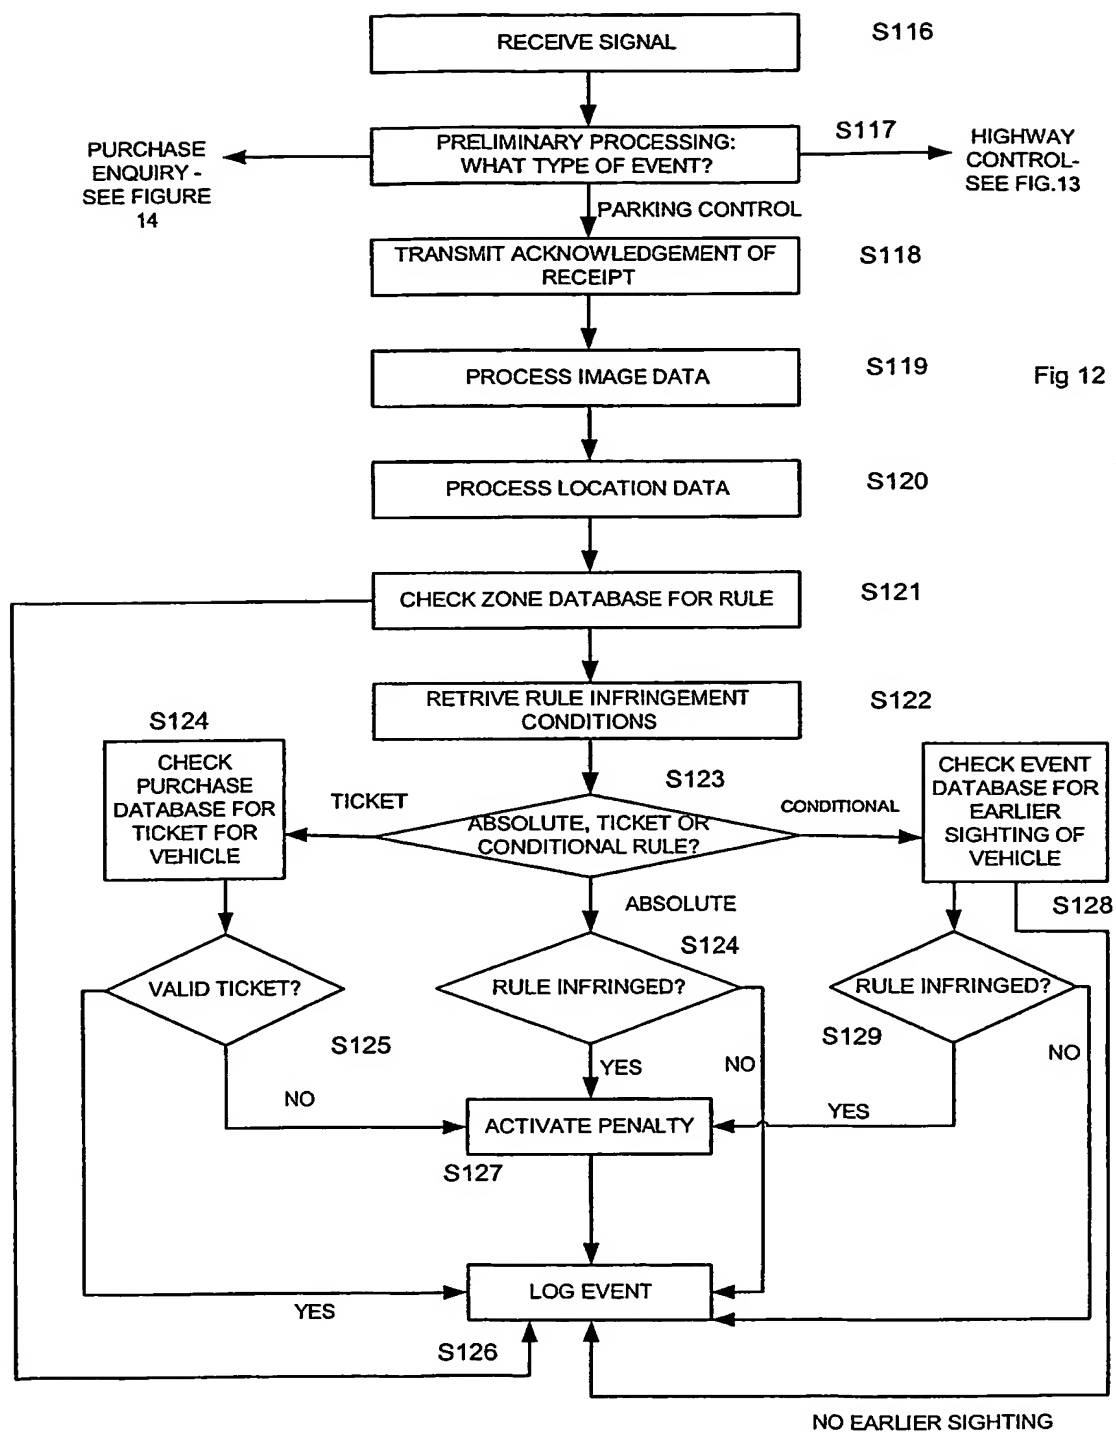 RECEIVE SIGNAL
S116
PRELIMINARY PROCESSING:
WHAT TYPE OF EVENT?
S117
PURCHASE
ENQUIRY -
SEE FIGURE
14
HIGHWAY
CONTROL-
SEE FIG.13
PARKING CONTROL
TRANSMIT ACKNOWLEDGEMENT OF
RECEIPT
S118
PROCESS IMAGE DATA
S119
Fig 12
PROCESS LOCATION DATA
S120
CHECK ZONE DATABASE FOR RULE
S121
RETRIVE RULE INFRINGEMENT
CONDITIONS
S122
S124
CHECK
PURCHASE
DATABASE FOR
TICKET FOR
VEHICLE
TICKET
S123
ABSOLUTE, TICKET OR
CONDITIONAL RULE?
CONDITIONAL
CHECK EVENT
DATABASE FOR
EARLIER
SIGHTING OF
VEHICLE
S128
ABSOLUTE
S124
VALID TICKET?
S125
RULE INFRINGED?
RULE INFRINGED?
S129
NO
YES
NO
NO
YES
ACTIVATE PENALTY
S127
LOG EVENT
YES
S126
NO EARLIER SIGHTING